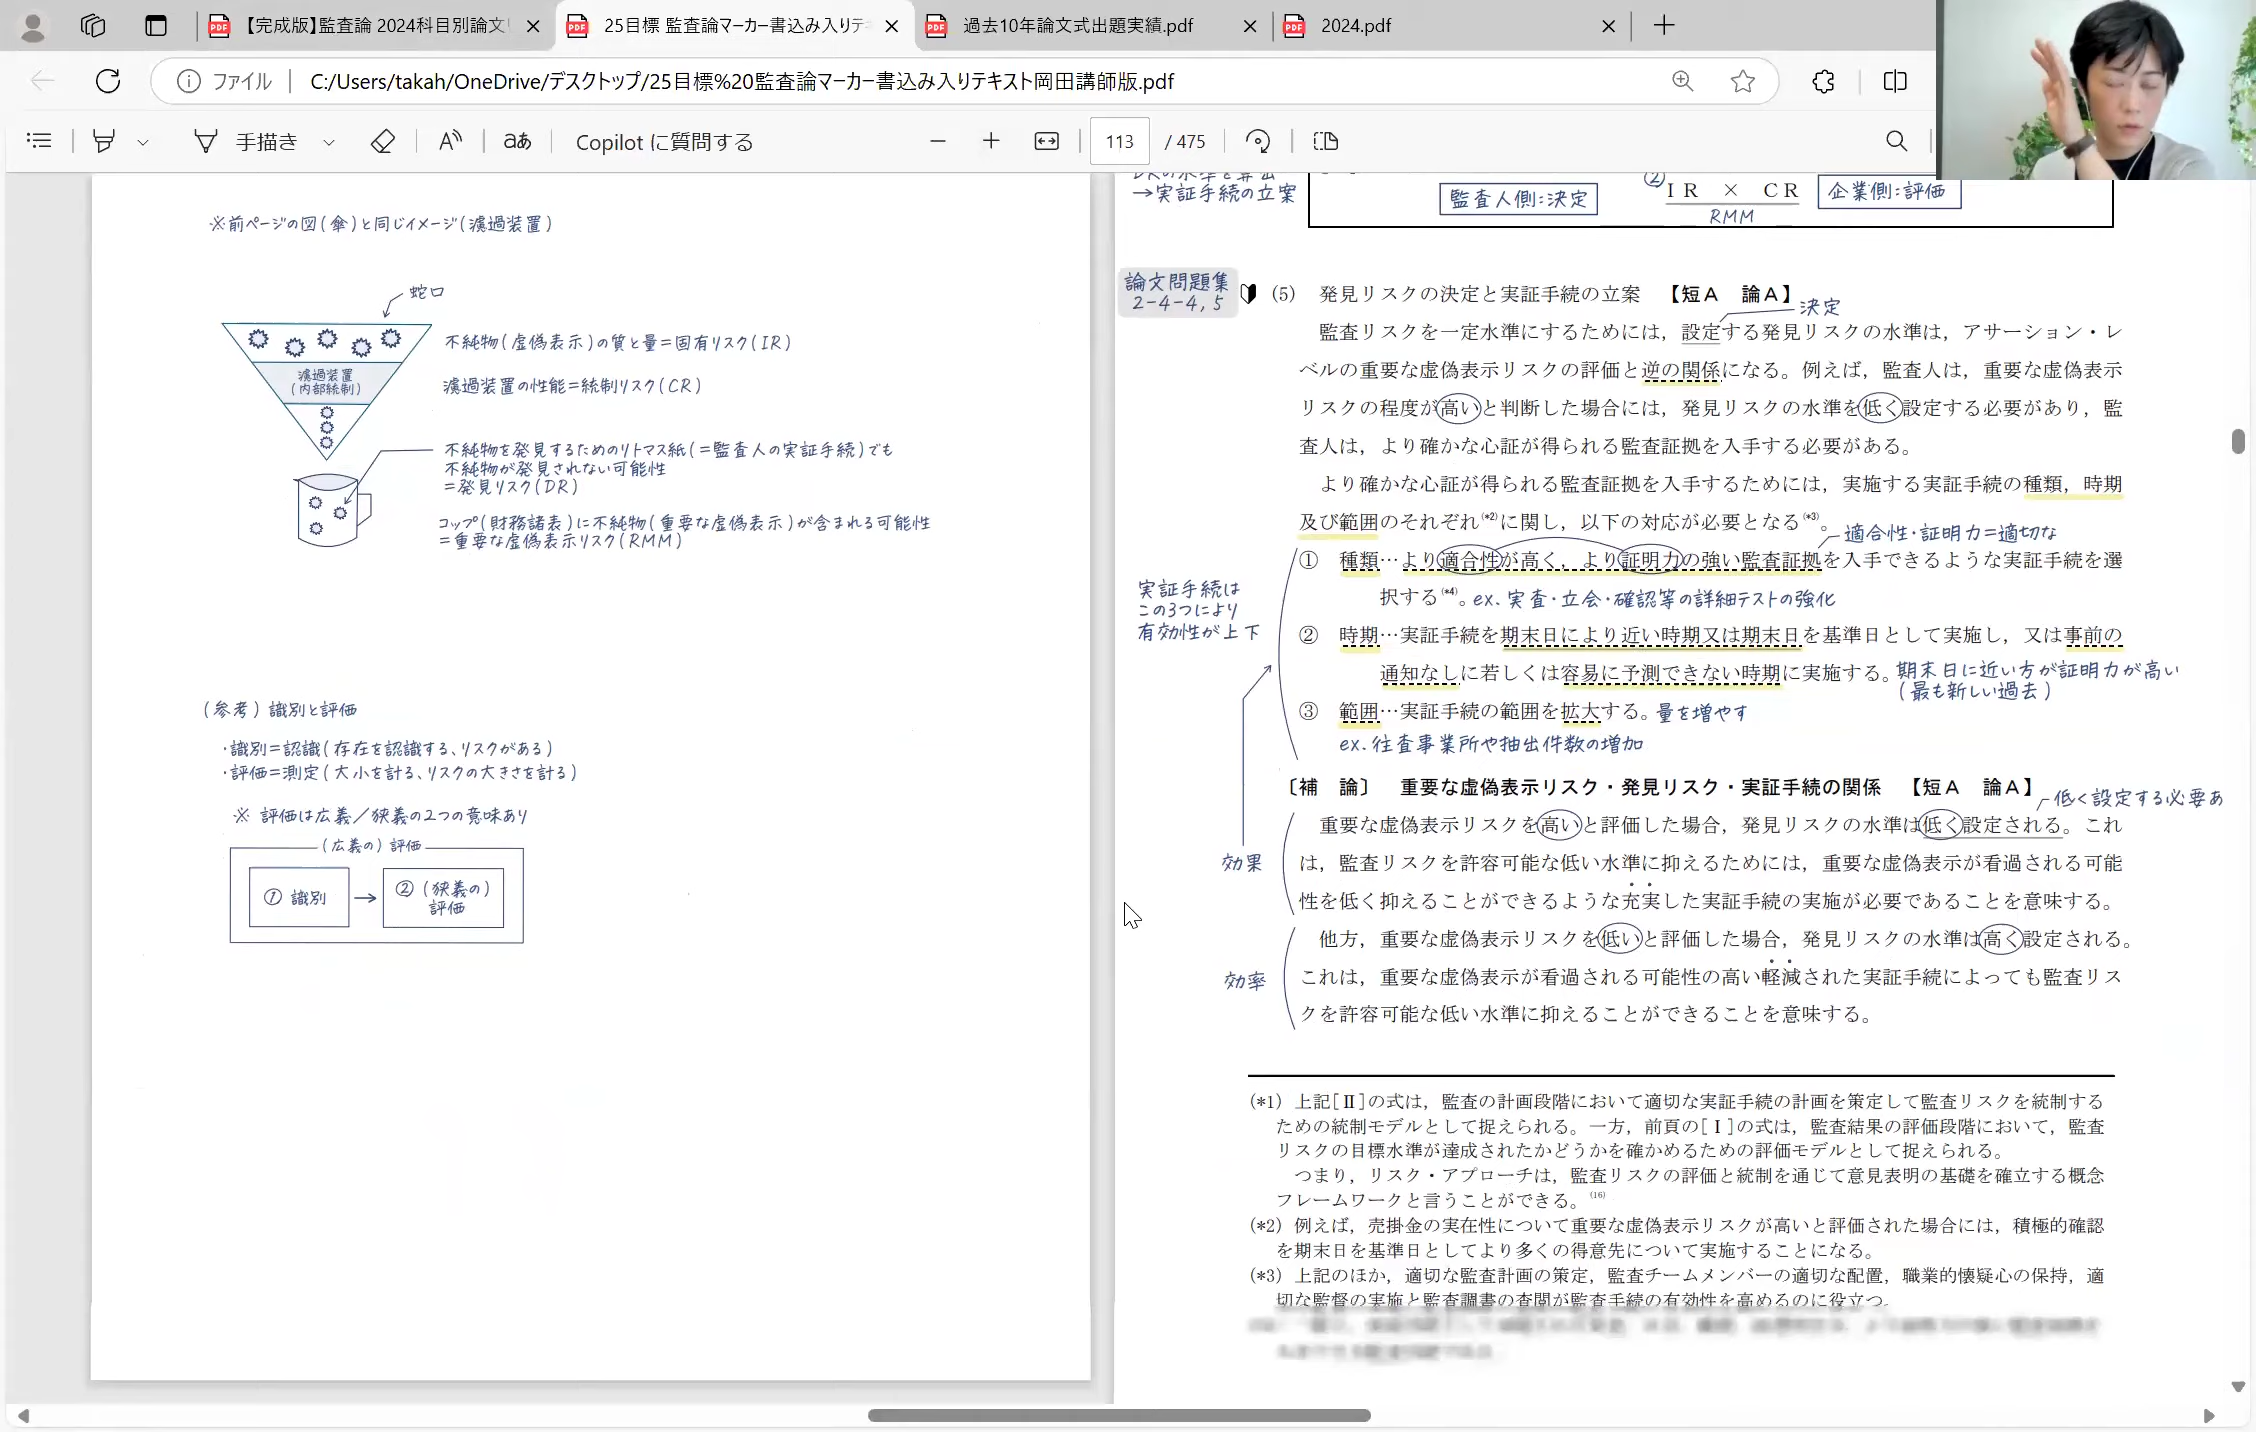 【完成版】監査論 2024科目別論文
25目標 監査論マーカー書込み入りテ
過去10年論文式出題実績.pdf
2024.pdf
ファイル
C:/Users/takah/OneDrive/デスクトップ/25目標%20監査論マーカー書込み入りテキスト岡田講師版.pdf
手描き
aあ
Copilot に質問する
113 / 475
※前ページの図(傘)と同じイメージ(濾過装置)
蛇口
不純物(虚偽表示)の質と量=固有リスク(IR)
濾過装置
(内部統制)
濾過装置の性能=統制リスク(CR)
不純物を発見するためのリトマス紙(=監査人の実証手続)でも
不純物が発見されない可能性
=発見リスク(DR)
コップ(財務諸表)に不純物(重要な虚偽表示)が含まれる可能性
=重要な虚偽表示リスク(RMM)
(参考)識別と評価
・識別=認識(存在を認識する、リスクがある)
・評価=測定(大小を計る、リスクの大きさを計る)
※ 評価は広義/狭義の2つの意味あり
(広義の)評価
① 識別
→
②(狭義の)
評価
→実証手続の立案
監査人側:決定
② IR × CR
RMM
企業側:評価
論文問題集
2-4-4,5
(5) 発見リスクの決定と実証手続の立案 【短A 論A】
決定
監査リスクを一定水準にするためには,設定する発見リスクの水準は,アサーション・レ
ベルの重要な虚偽表示リスクの評価と逆の関係になる。例えば,監査人は,重要な虚偽表示
リスクの程度が高いと判断した場合には,発見リスクの水準を低く設定する必要があり,監
査人は,より確かな心証が得られる監査証拠を入手する必要がある。
より確かな心証が得られる監査証拠を入手するためには,実施する実証手続の種類,時期
及び範囲のそれぞれ(*2)に関し,以下の対応が必要となる(*3)。
適合性・証明力=適切な
① 種類…より適合性が高く,より証明力の強い監査証拠を入手できるような実証手続を選
択する(*4)。ex.実査・立会・確認等の詳細テストの強化
実証手続は
この3つにより
有効性が上下
② 時期…実証手続を期末日により近い時期又は期末日を基準日として実施し,又は事前の
通知なしに若しくは容易に予測できない時期に実施する。
期末日に近い方が証明力が高い
(最も新しい過去)
③ 範囲…実証手続の範囲を拡大する。量を増やす
ex.往査事業所や抽出件数の増加
〔補 論〕 重要な虚偽表示リスク・発見リスク・実証手続の関係 【短A 論A】
低く設定する必要あ
重要な虚偽表示リスクを高いと評価した場合,発見リスクの水準は低く設定される。これ
効果
は,監査リスクを許容可能な低い水準に抑えるためには,重要な虚偽表示が看過される可能
性を低く抑えることができるような充実した実証手続の実施が必要であることを意味する。
他方,重要な虚偽表示リスクを低いと評価した場合,発見リスクの水準は高く設定される。
効率
これは,重要な虚偽表示が看過される可能性の高い軽減された実証手続によっても監査リス
クを許容可能な低い水準に抑えることができることを意味する。
(*1) 上記[Ⅱ]の式は,監査の計画段階において適切な実証手続の計画を策定して監査リスクを統制する
ための統制モデルとして捉えられる。一方,前頁の[Ⅰ]の式は,監査結果の評価段階において,監査
リスクの目標水準が達成されたかどうかを確かめるための評価モデルとして捉えられる。
つまり,リスク・アプローチは,監査リスクの評価と統制を通じて意見表明の基礎を確立する概念
フレームワークと言うことができる。(16)
(*2) 例えば,売掛金の実在性について重要な虚偽表示リスクが高いと評価された場合には,積極的確認
を期末日を基準日としてより多くの得意先について実施することになる。
(*3) 上記のほか,適切な監査計画の策定,監査チームメンバーの適切な配置,職業的懐疑心の保持,適
切な監督の実施と監査調書の査閲が監査手続の有効性を高めるのに役立つ。